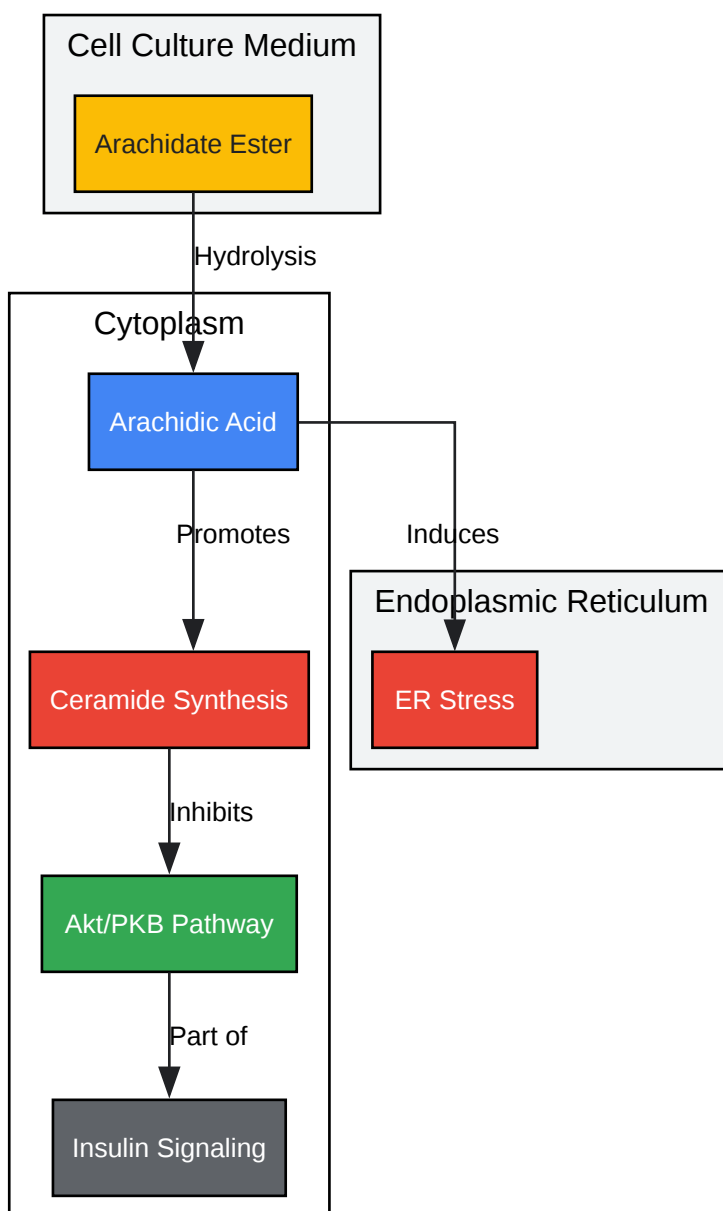 Cell Culture Medium
Arachidate Ester
Hydrolysis
Cytoplasm
Arachidic Acid
Promotes
Induces
Endoplasmic Reticulum
Ceramide Synthesis
ER Stress
Inhibits
Akt/PKB Pathway
Part of
Insulin Signaling